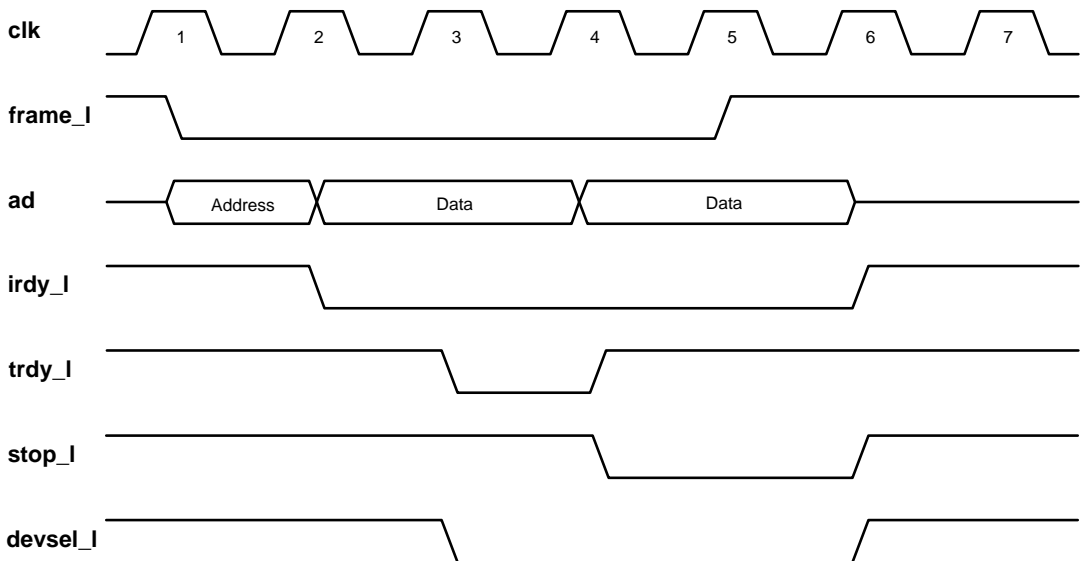 clk
1 2 3 4 5 6 7
frame_l
ad
Address Data Data
irdy_l
trdy_l
stop_l
devsel_l